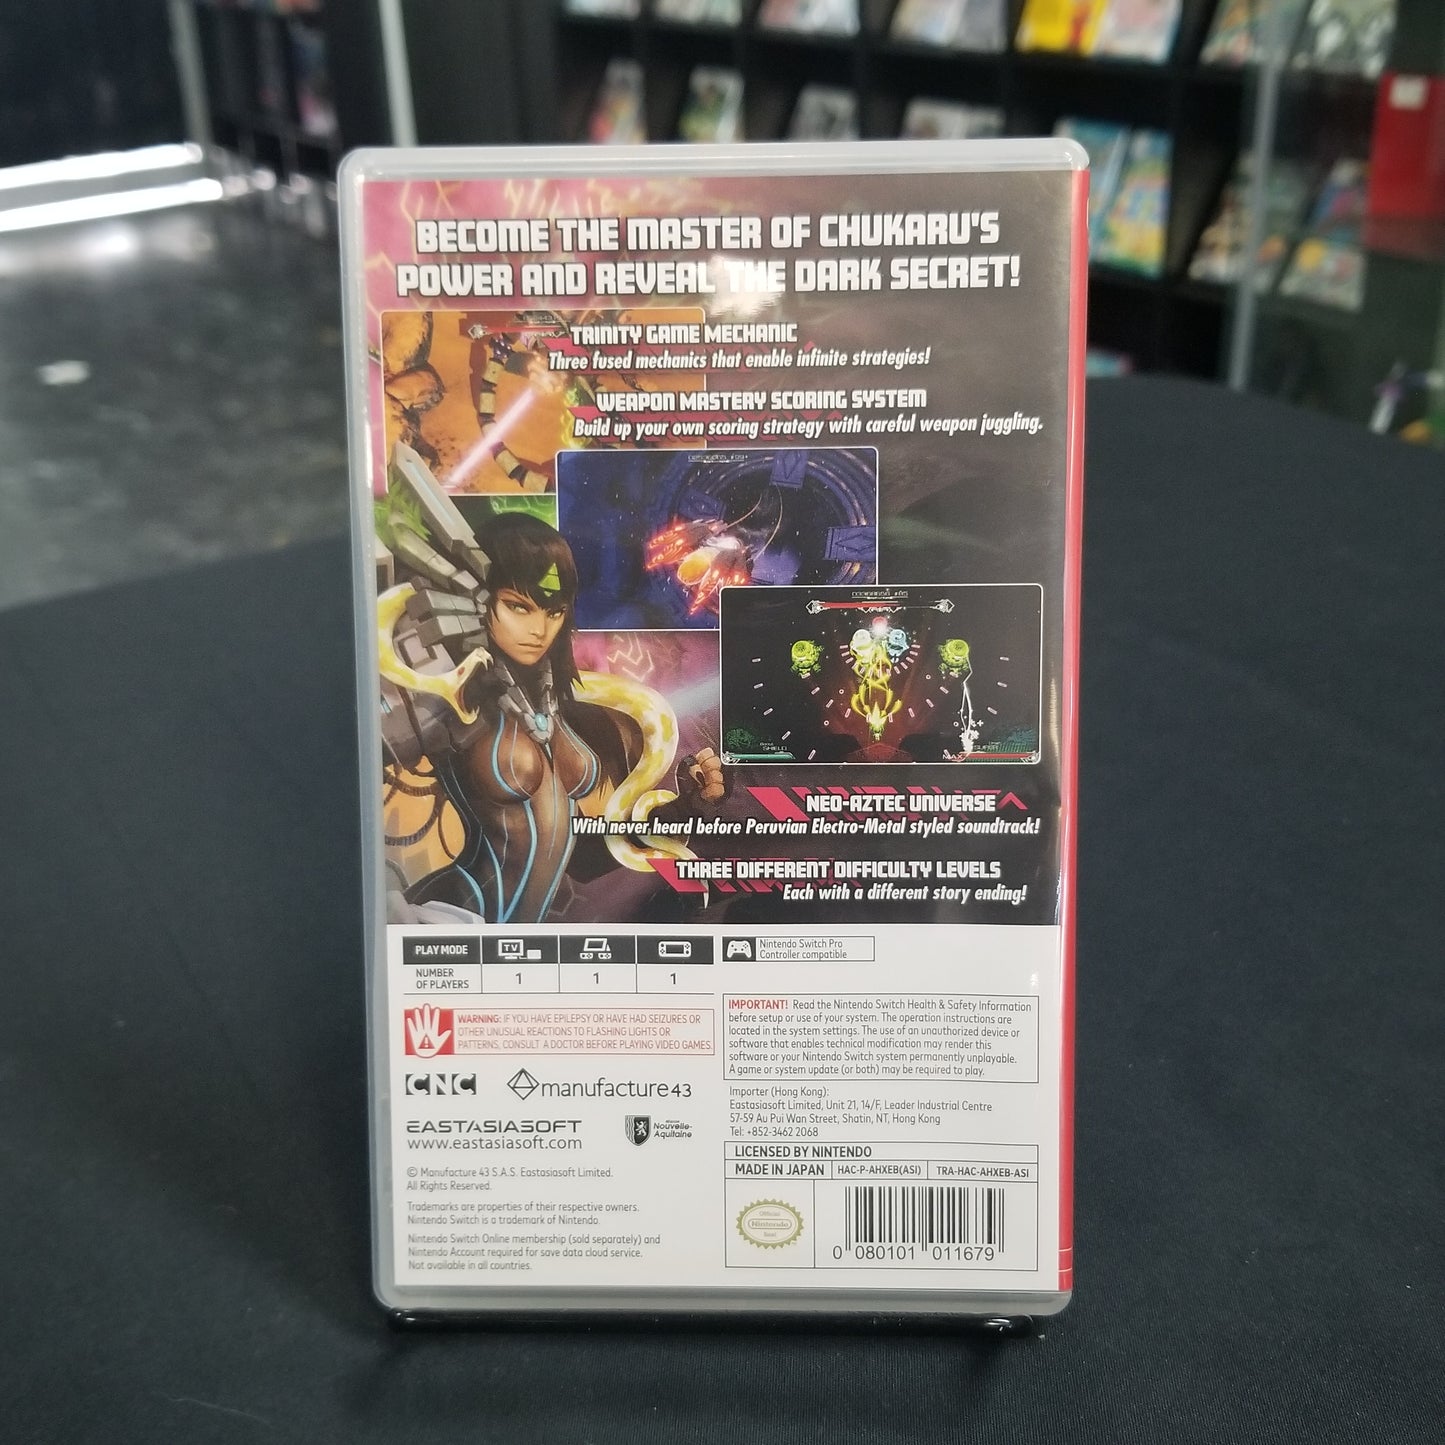 BECOME THE MASTER OF CHUKARU'S
POWER AND REVEAL THE DARK SECRET!
TRINITY GAME MECHANIC
Three fused mechanics that enable infinite strategies!
WEAPON MASTERY SCORING SYSTEM
Build up your own scoring strategy with careful weapon juggling.
SHIELD
SUPER
MAX
NEO-AZTEC UNIVERSE
With never heard before Peruvian Electro-Metal styled soundtrack!
THREE DIFFERENT DIFFICULTY LEVELS
Each with a different story ending!
PLAY MODE
TV
NUMBER
OF PLAYERS
1 1 1
Nintendo Switch Pro
Controller compatible
WARNING: IF YOU HAVE EPILEPSY OR HAVE HAD SEIZURES OR
OTHER UNUSUAL REACTIONS TO FLASHING LIGHTS OR
PATTERNS, CONSULT A DOCTOR BEFORE PLAYING VIDEO GAMES.
IMPORTANT! Read the Nintendo Switch Health & Safety Information
before setup or use of your system. The operation instructions are
located in the system settings. The use of an unauthorized device or
software that enables technical modification may render this
software or your Nintendo Switch system permanently unplayable.
A game or system update (or both) may be required to play.
CNC
manufacture 43
EASTASIASOFT
www.eastasiasoft.com
Nouvelle-
Aquitaine
Importer (Hong Kong):
Eastasiasoft Limited, Unit 21, 14/F, Leader Industrial Centre
57-59 Au Pui Wan Street, Shatin, NT, Hong Kong
Tel: +852-3462 2068
© Manufacture 43 S.A.S. Eastasiasoft Limited.
All Rights Reserved.
Trademarks are properties of their respective owners.
Nintendo Switch is a trademark of Nintendo.
Nintendo Switch Online membership (sold separately) and
Nintendo Account required for save data cloud service.
Not available in all countries.
LICENSED BY NINTENDO
MADE IN JAPAN HAC-P-AHXEB(ASI) TRA-HAC-AHXEB-ASI
Official
Nintendo
Seal
0 080101 011679